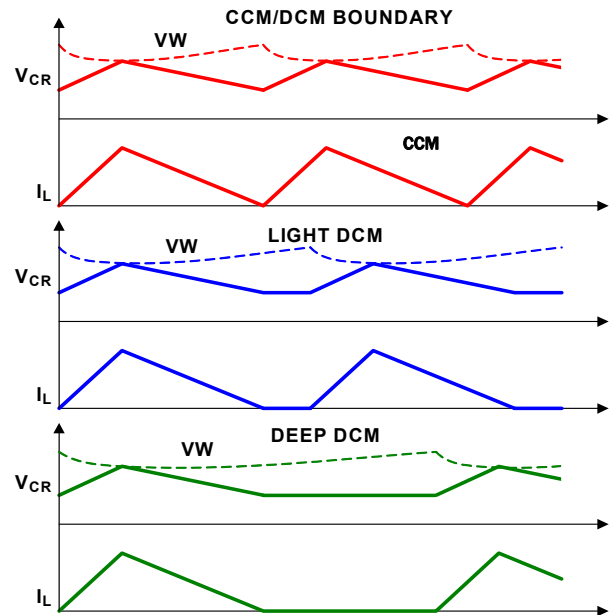 CCM/DCM BOUNDARY
VW
VCR
CCM
IL
LIGHT DCM
VW
VCR
IL
DEEP DCM
VW
VCR
IL